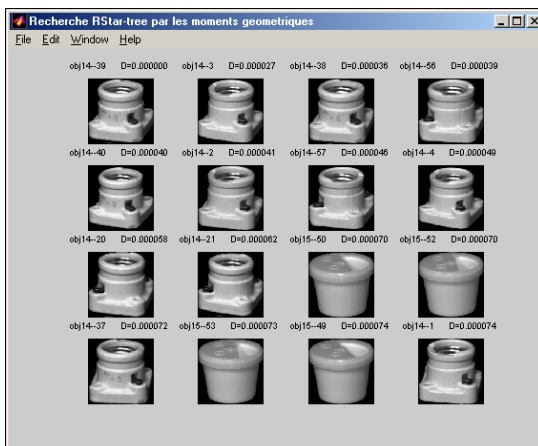 Recherche RStar-tree par les moments geometriques
File Edit Window Help
obj14--39 D=0.000000 obj14--3 D=0.000027 obj14--38 D=0.000036 obj14--56 D=0.000039
obj14--40 D=0.000040 obj14--2 D=0.000041 obj14--57 D=0.000046 obj14--4 D=0.000049
obj14--20 D=0.000058 obj14--21 D=0.000062 obj15--50 D=0.000070 obj15--52 D=0.000070
obj14--37 D=0.000072 obj15--53 D=0.000073 obj15--49 D=0.000074 obj14--1 D=0.000074